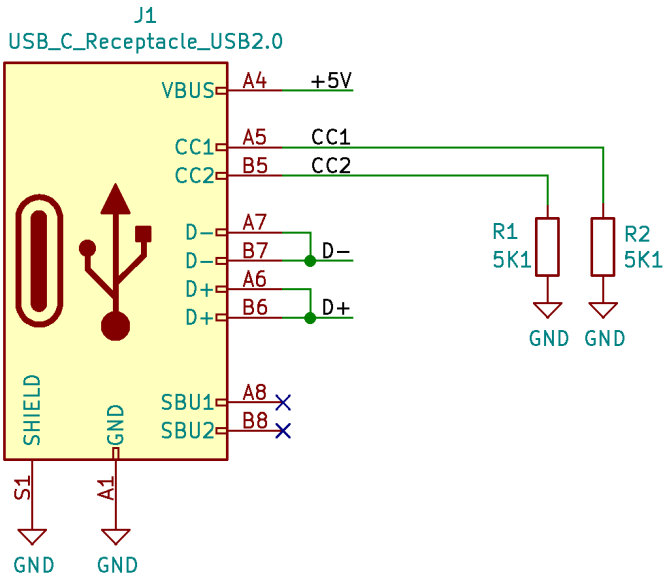 J1
USB_C_Receptacle_USB2.0
VBUS A4 +5V
CC1 A5 CC1
CC2 B5 CC2
D- A7
D- B7 D-
D+ A6
D+ B6 D+
R1
5K1
R2
5K1
GND
GND
SBU1 A8
SBU2 B8
SHIELD
GND
S1
A1
GND
GND